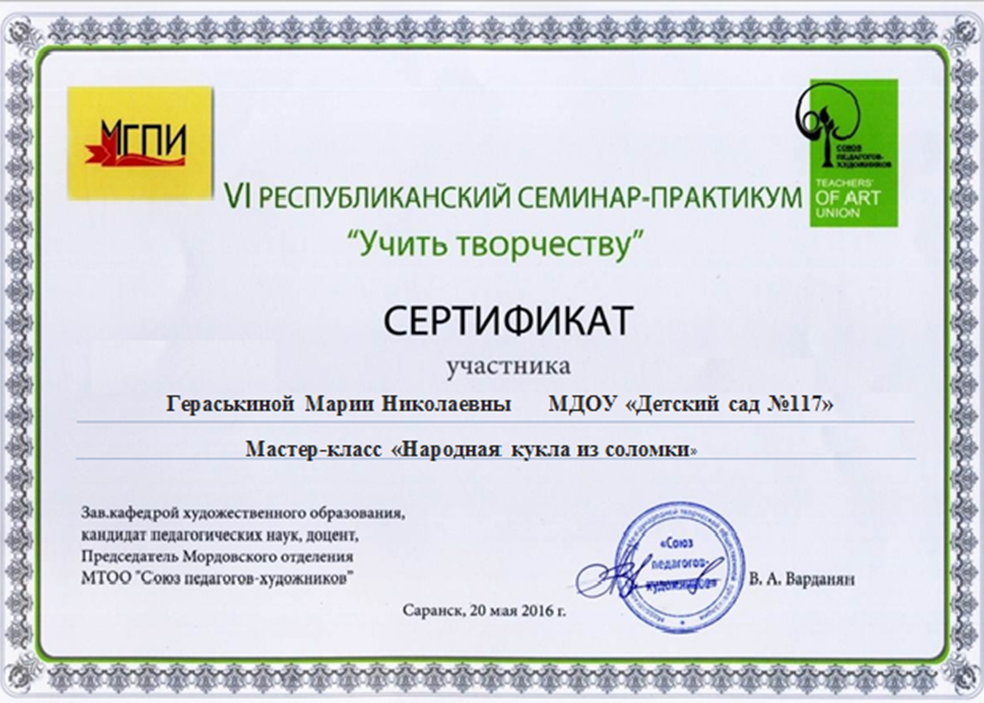 МГПИ
СОЮЗ
ПЕДАГОГОВ-
ХУДОЖНИКОВ
TEACHERS'
OF ART
UNION
VI РЕСПУБЛИКАНСКИЙ СЕМИНАР-ПРАКТИКУМ
“Учить творчеству”
СЕРТИФИКАТ
участника
Гераськиной Марии Николаевны МДОУ «Детский сад №117»
Мастер-класс «Народная кукла из соломки»
Зав.кафедрой художественного образования,
кандидат педагогических наук, доцент,
Председатель Мордовского отделения
МТОО "Союз педагогов-художников"
«Союз
педагогов-
художников»
В. А. Варданян
Саранск, 20 мая 2016 г.